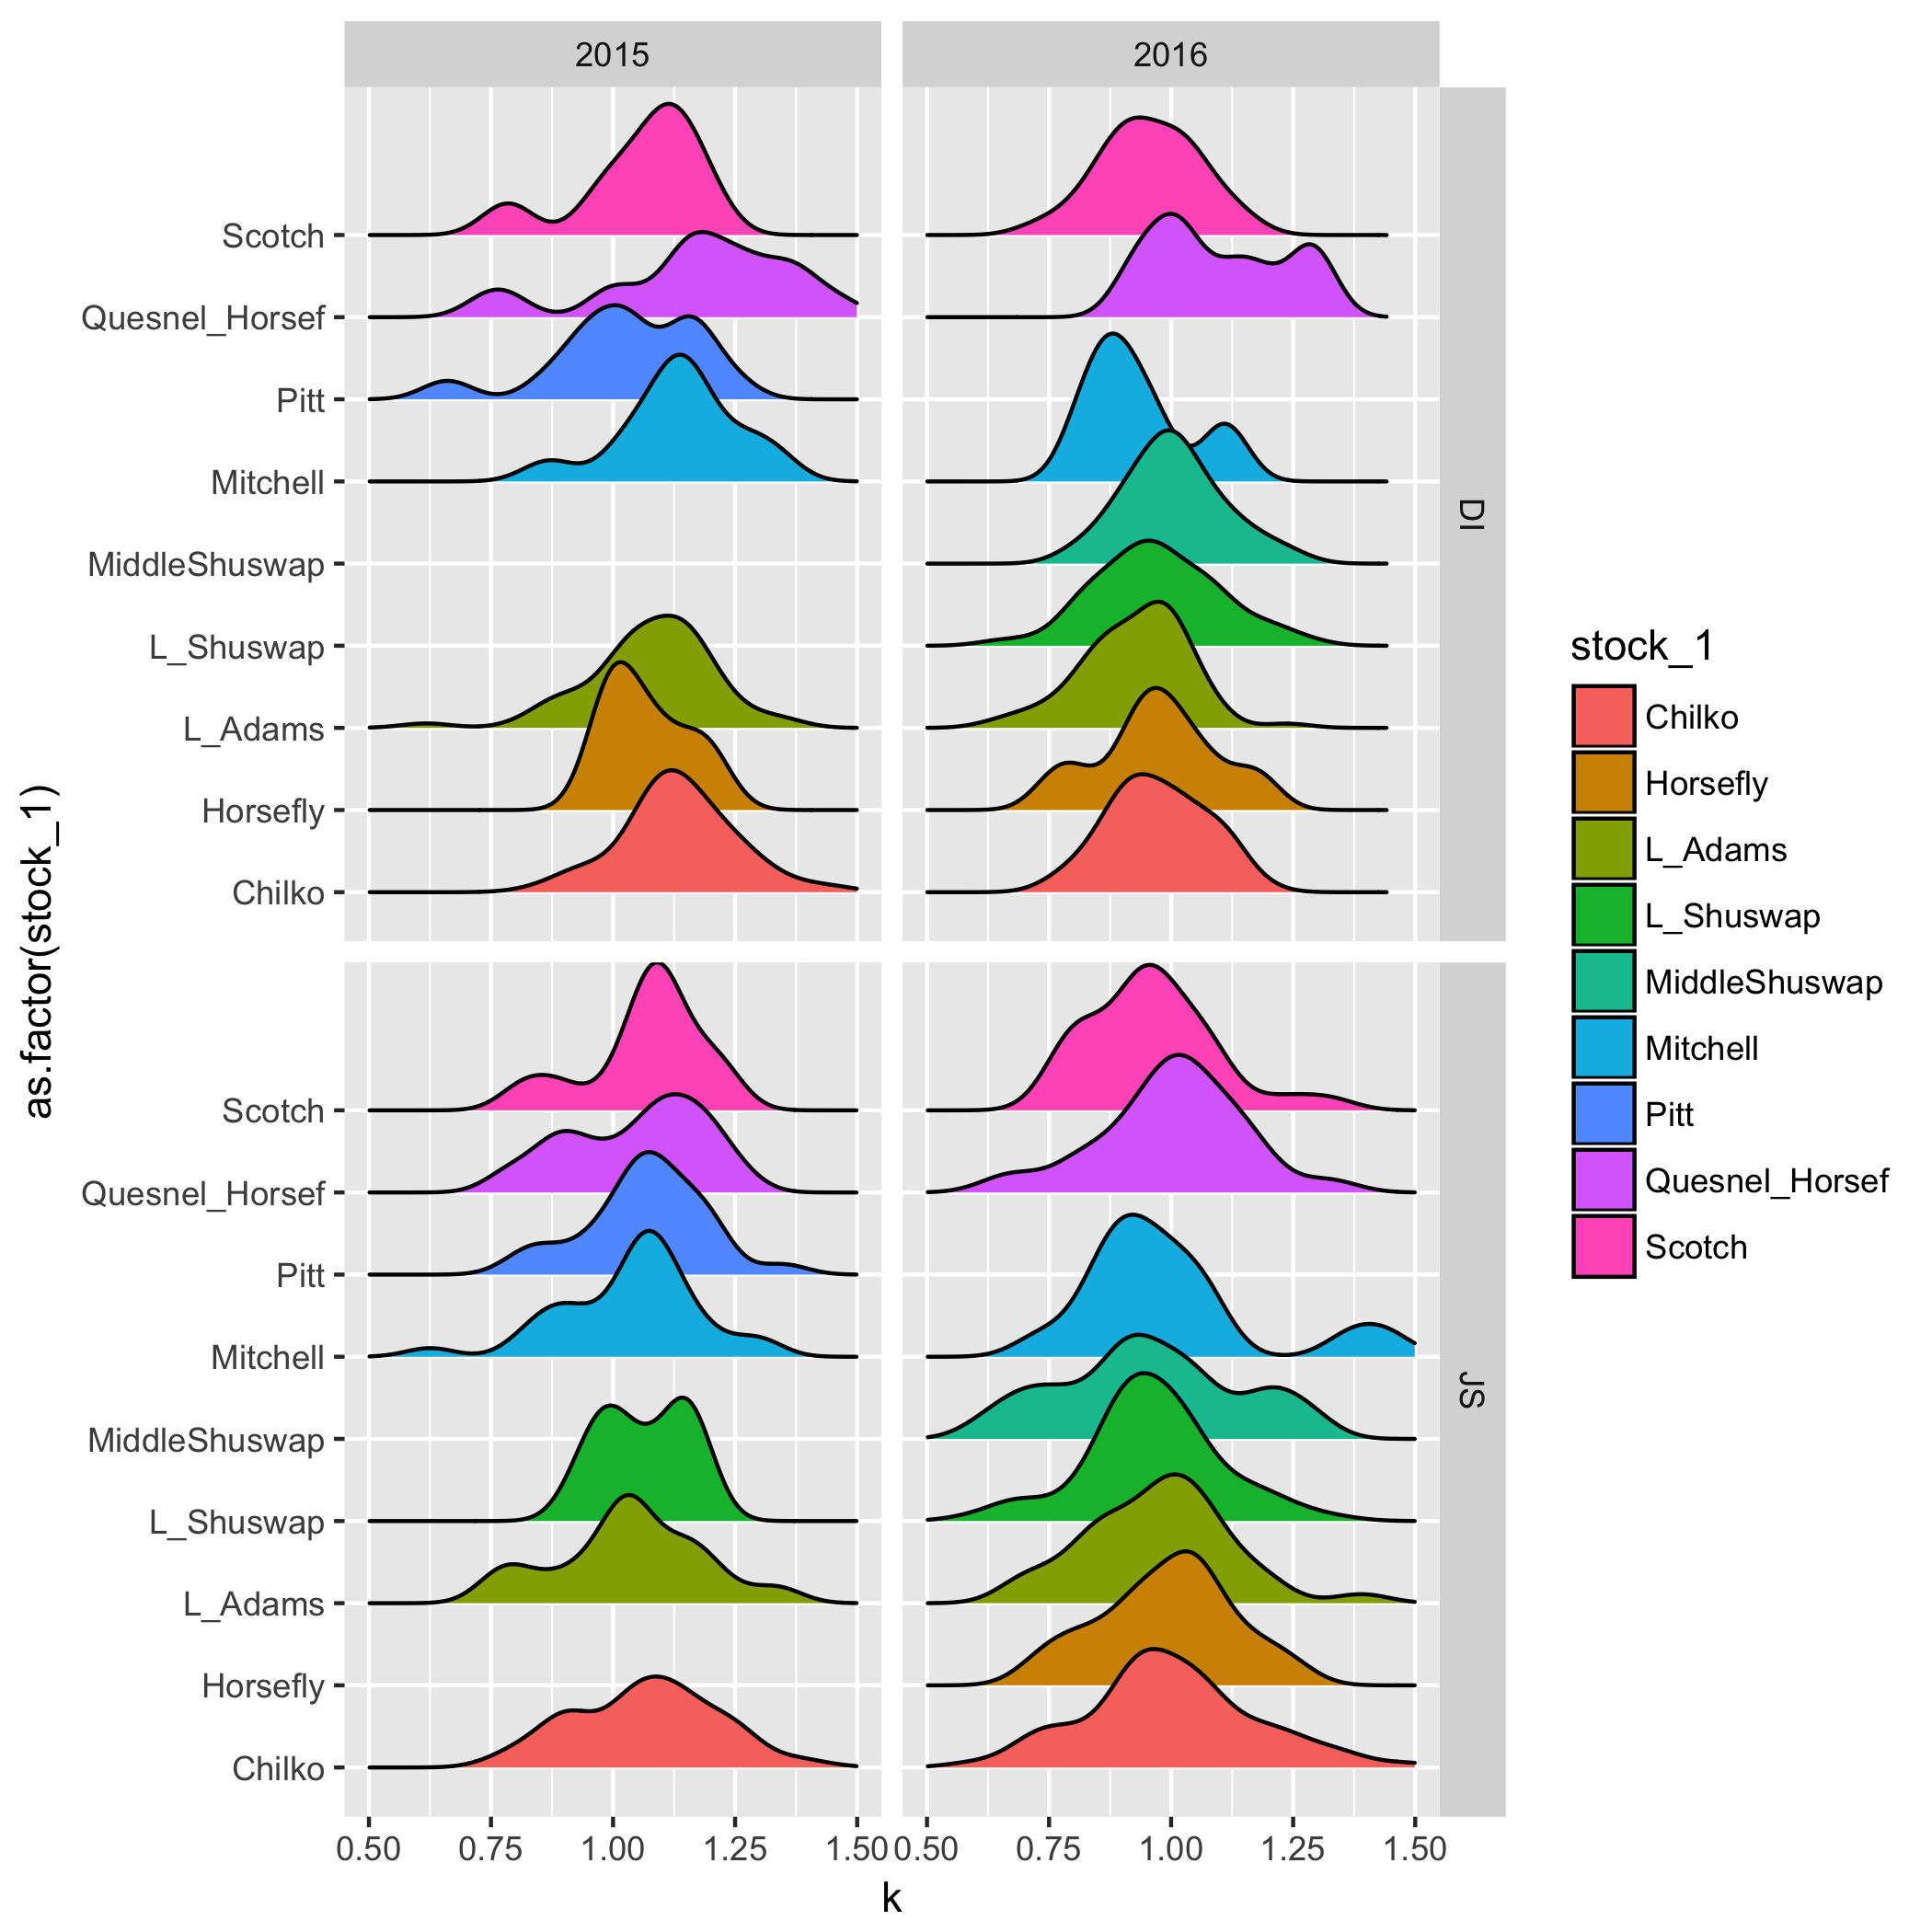 2015
2016
Scotch
Quesnel_Horsef
Pitt
Mitchell
MiddleShuswap
L_Shuswap
L_Adams
Horsefly
Chilko
DI
Scotch
Quesnel_Horsef
Pitt
Mitchell
MiddleShuswap
L_Shuswap
L_Adams
Horsefly
Chilko
JS
0.50 0.75 1.00 1.25 1.50
0.50 0.75 1.00 1.25 1.50
k
as.factor(stock_1)
stock_1
Chilko
Horsefly
L_Adams
L_Shuswap
MiddleShuswap
Mitchell
Pitt
Quesnel_Horsef
Scotch